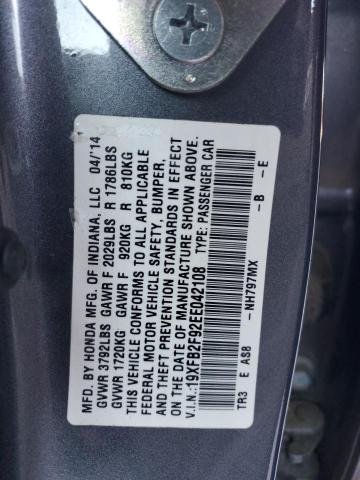 MFD. BY HONDA MFG. OF INDIANA, LLC 04/'14
GVWR 3792LBS GAWR F 2029LBS R 1786LBS
GVWR 1720KG GAWR F 920KG R 810KG
THIS VEHICLE CONFORMS TO ALL APPLICABLE
FEDERAL MOTOR VEHICLE SAFETY, BUMPER,
AND THEFT PREVENTION STANDARDS IN EFFECT
ON THE DATE OF MANUFACTURE SHOWN ABOVE.
V.I.N.:19XFB2F92EE042108 TYPE: PASSENGER CAR
TR3 E AS8 -NH797MX -B -E